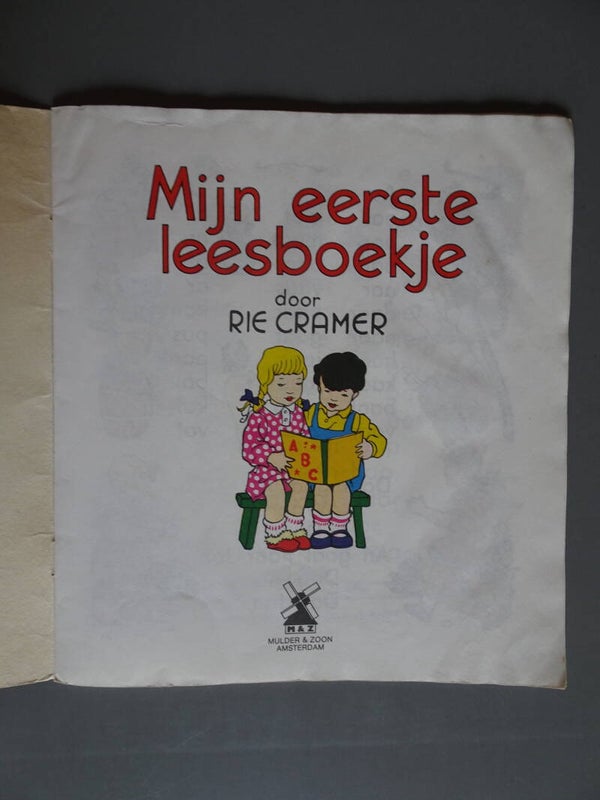 Mijn eerste
leesboekje
door
RIE CRAMER
A
B
C
M & Z
MULDER & ZOON
AMSTERDAM